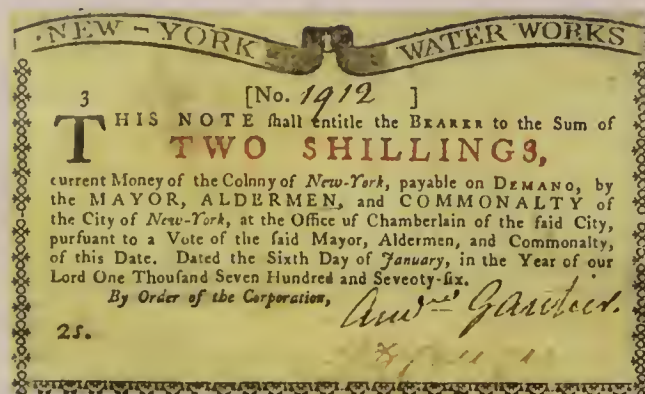 NEW-YORK WATER WORKS
3
[No. 1912 ]
THIS NOTE ſhall entitle the BEARER to the Sum of
TWO SHILLINGS,
current Money of the Colony of New-York, payable on DEMAND, by
the MAYOR, ALDERMEN, and COMMONALTY of
the City of New-York, at the Office of Chamberlain of the ſaid City,
purſuant to a Vote of the ſaid Mayor, Aldermen, and Commonalty,
of this Date. Dated the Sixth Day of January, in the Year of our
Lord One Thouſand Seven Hundred and Seventy-ſix.
By Order of the Corporation,
Andrew Gautier.
2s.